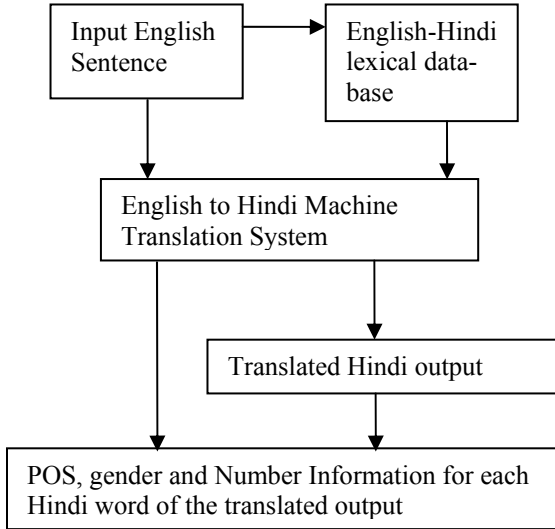 Input English
Sentence
English-Hindi
lexical data-
base
English to Hindi Machine
Translation System
Translated Hindi output
POS, gender and Number Information for each
Hindi word of the translated output